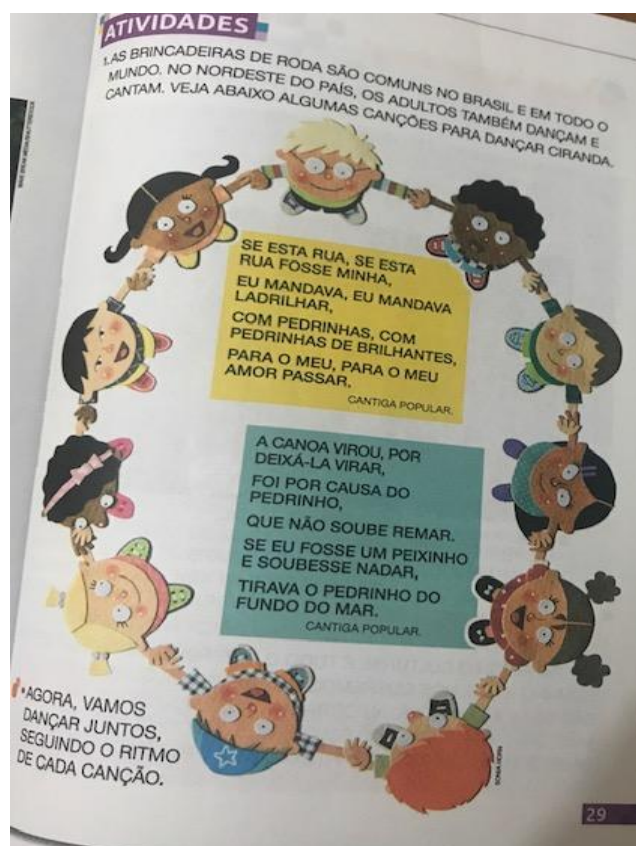 ATIVIDADES
1. AS BRINCADEIRAS DE RODA SÃO COMUNS NO BRASIL E EM TODO O
MUNDO. NO NORDESTE DO PAÍS, OS ADULTOS TAMBÉM DANÇAM E
CANTAM. VEJA ABAIXO ALGUMAS CANÇÕES PARA DANÇAR CIRANDA.
SE ESTA RUA, SE ESTA
RUA FOSSE MINHA,
EU MANDAVA, EU MANDAVA
LADRILHAR,
COM PEDRINHAS, COM
PEDRINHAS DE BRILHANTES,
PARA O MEU, PARA O MEU
AMOR PASSAR.
CANTIGA POPULAR.
A CANOA VIROU, POR
DEIXÁ-LA VIRAR,
FOI POR CAUSA DO
PEDRINHO,
QUE NÃO SOUBE REMAR.
SE EU FOSSE UM PEIXINHO
E SOUBESSE NADAR,
TIRAVA O PEDRINHO DO
FUNDO DO MAR.
CANTIGA POPULAR.
• AGORA, VAMOS
DANÇAR JUNTOS,
SEGUINDO O RITMO
DE CADA CANÇÃO.
29